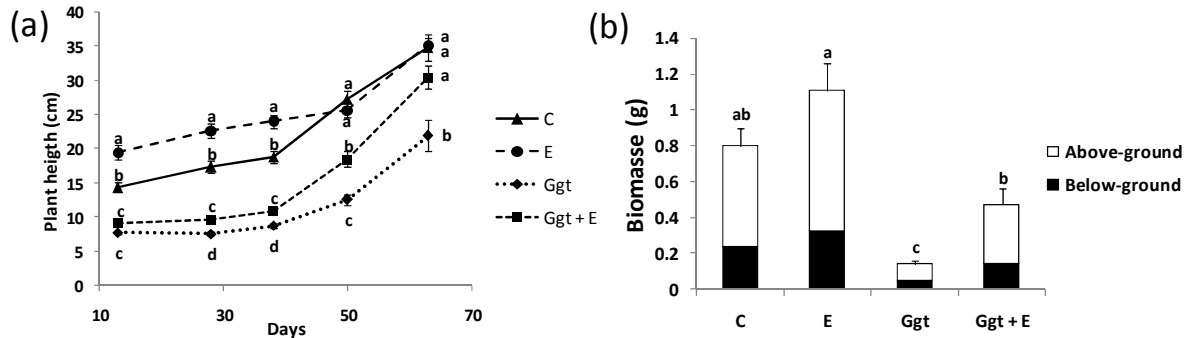 (a)
Plant heigth (cm)
40
35
30
25
20
15
10
5
0
a
a
a
a
a
a
a
a
b
b
b
b
b
c
c
c
c
d
d
c
10
30
50
70
Days
C
E
Ggt
Ggt + E
(b)
Biomasse (g)
1.4
1.2
1
0.8
0.6
0.4
0.2
0
ab
a
c
b
C
E
Ggt
Ggt + E
Above-ground
Below-ground